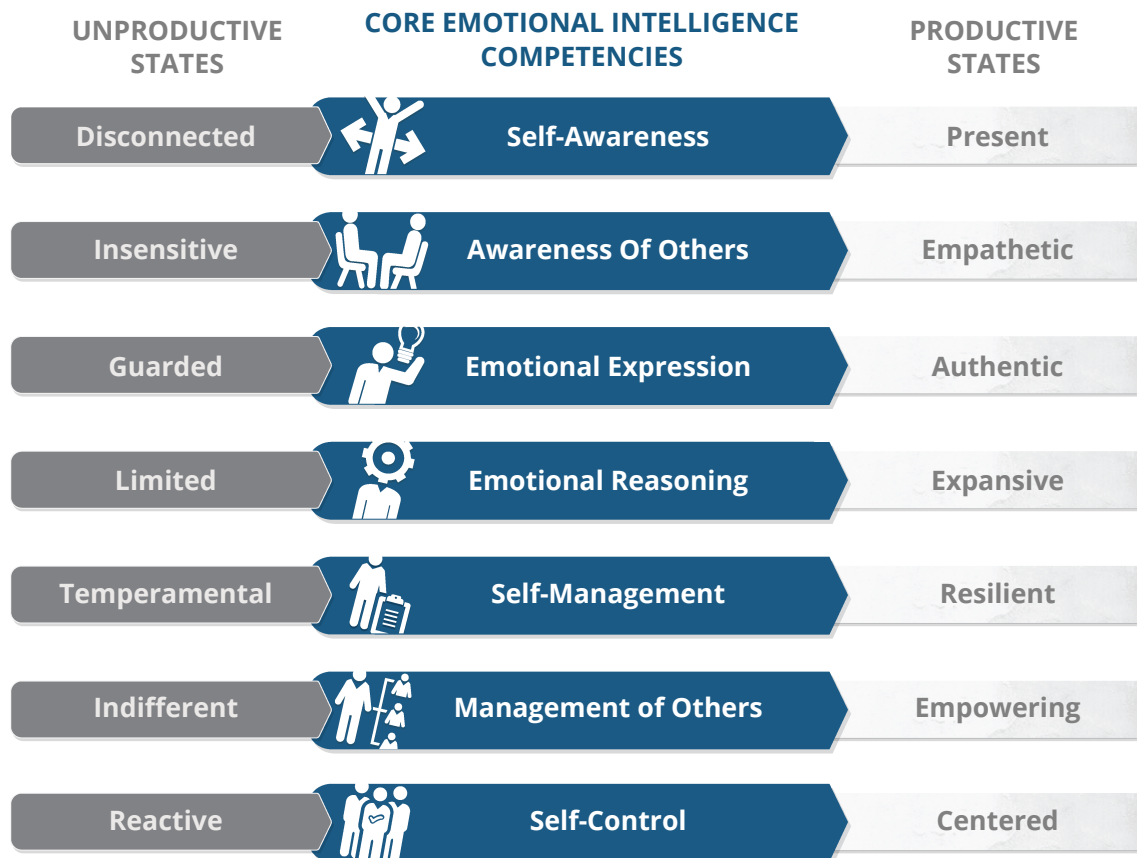 UNPRODUCTIVE
STATES
CORE EMOTIONAL INTELLIGENCE
COMPETENCIES
PRODUCTIVE
STATES
Disconnected
Self-Awareness
Present
Insensitive
Awareness Of Others
Empathetic
Guarded
Emotional Expression
Authentic
Limited
Emotional Reasoning
Expansive
Temperamental
Self-Management
Resilient
Indifferent
Management of Others
Empowering
Reactive
Self-Control
Centered